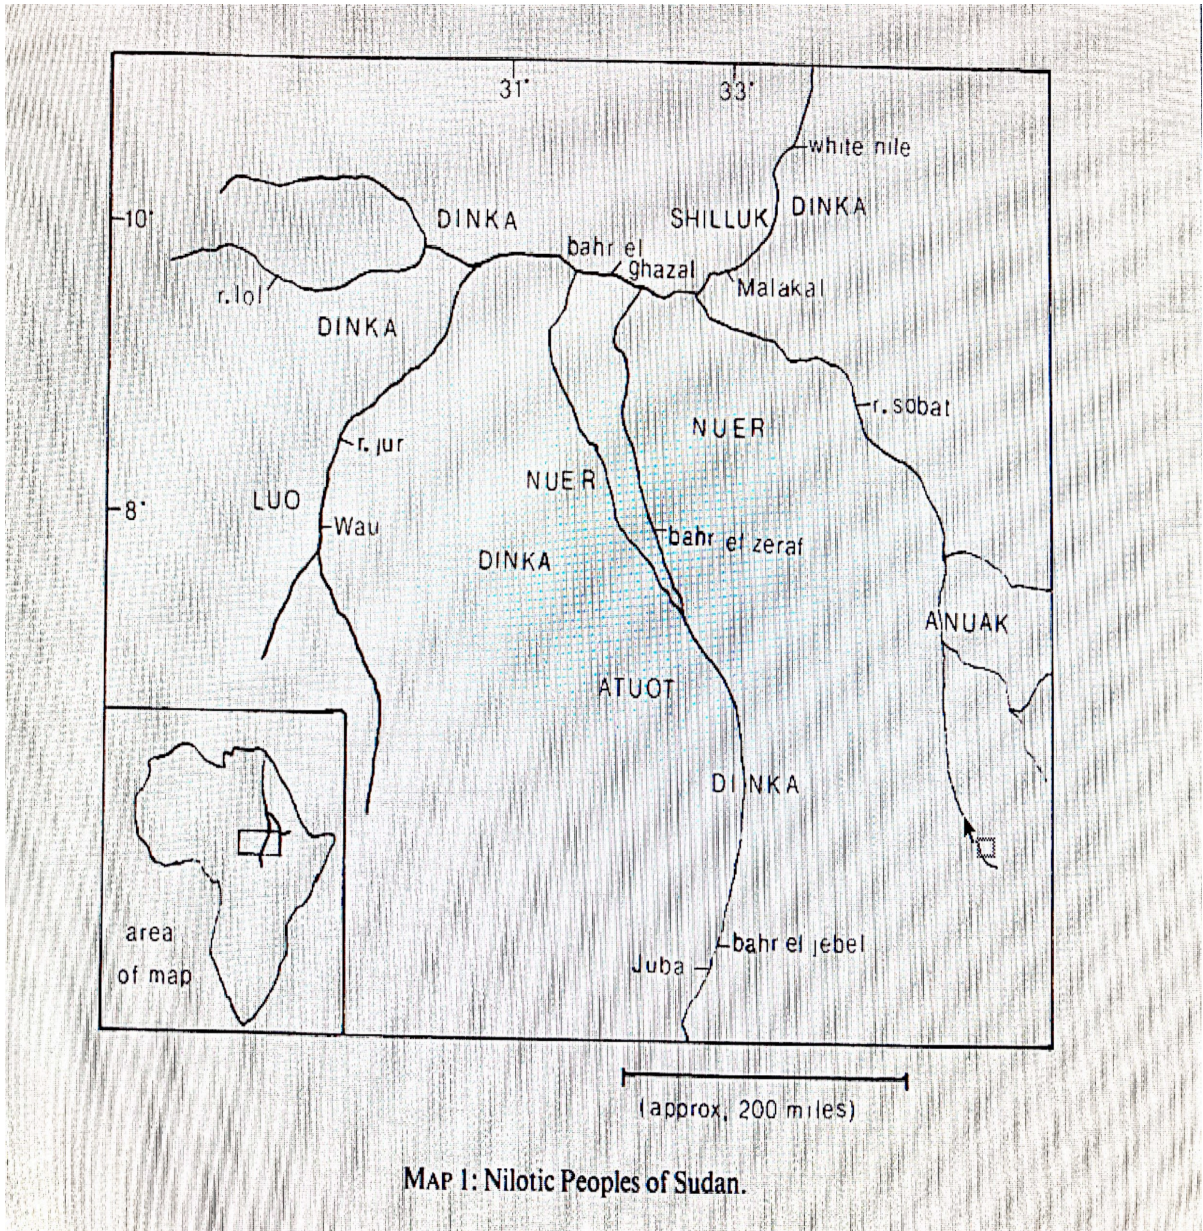 31°
33°
white nile
10°
DINKA
SHILLUK
DINKA
bahr el
ghazal
r. lol
Malakal
DINKA
r. sobat
NUER
r. jur
NUER
LUO
8°
Wau
bahr el zeraf
DINKA
ANUAK
ATUOT
DINKA
area
of map
bahr el jebel
Juba
(approx, 200 miles)
MAP 1: Nilotic Peoples of Sudan.